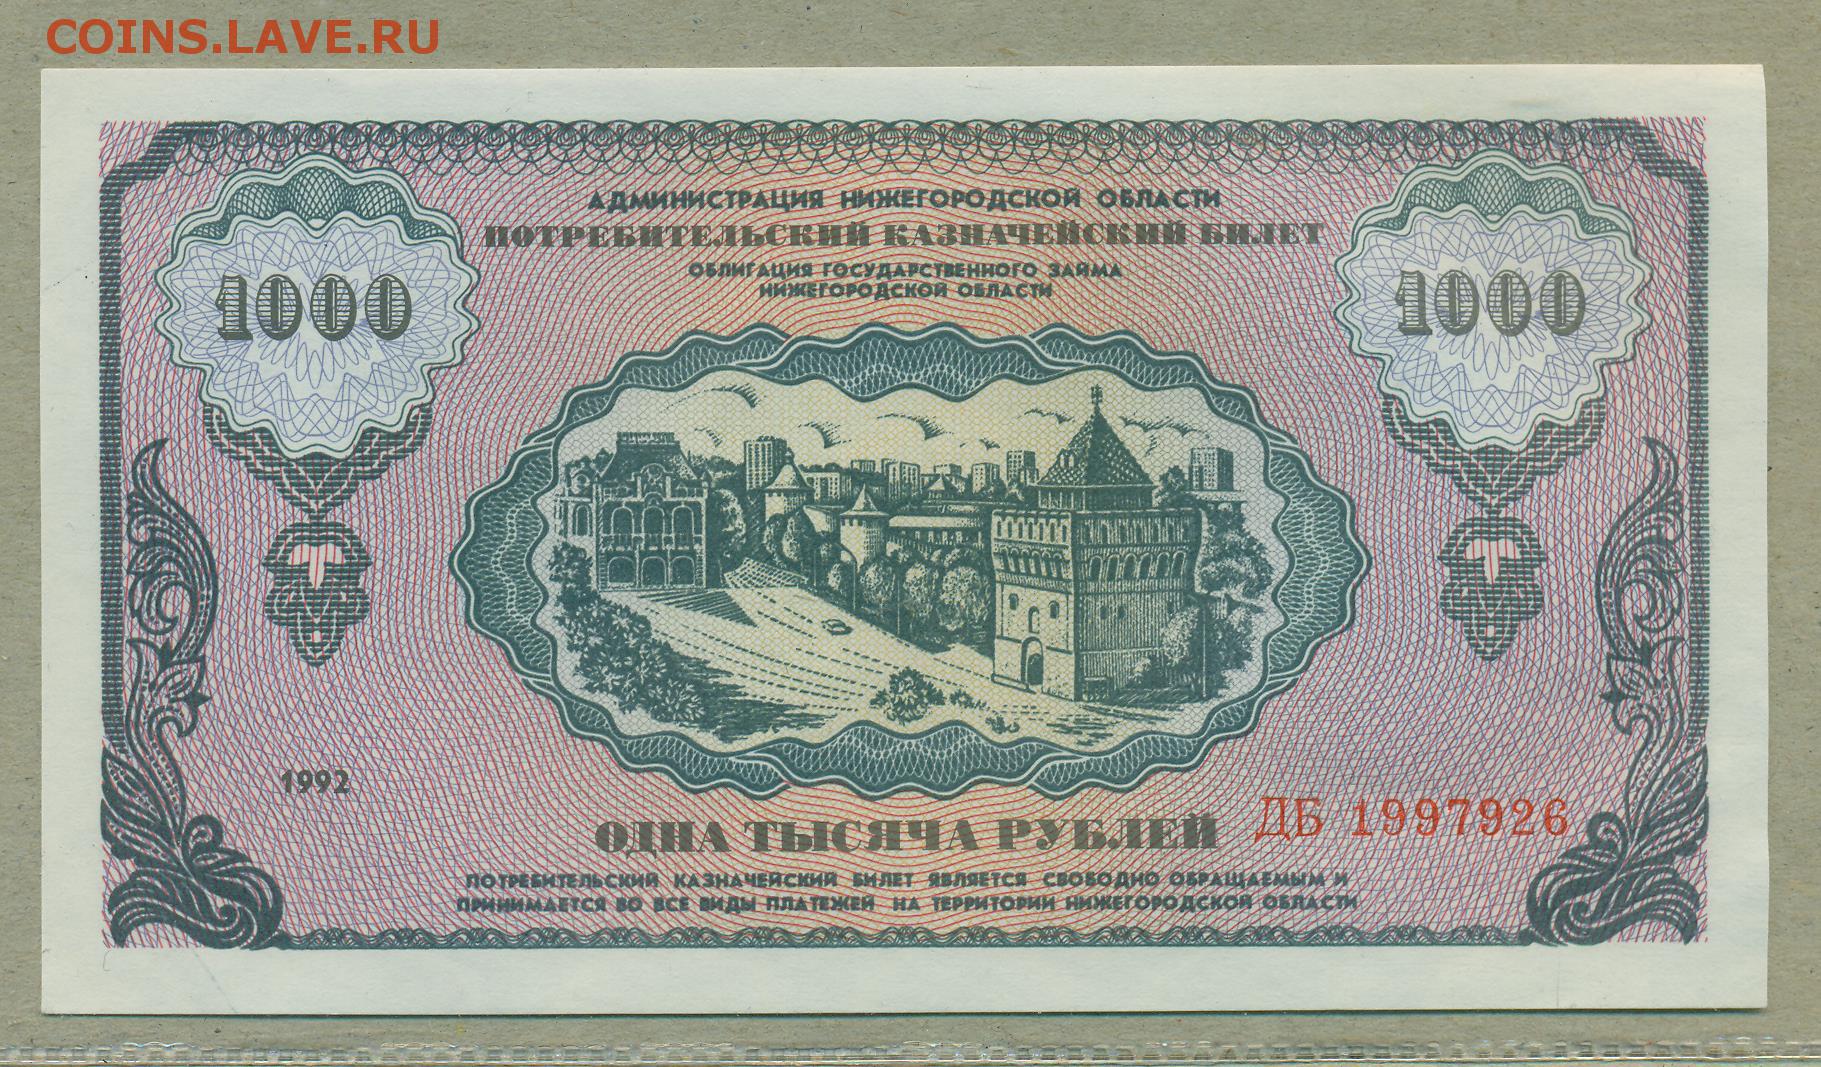 COINS.LAVE.RU
АДМИНИСТРАЦИЯ НИЖЕГОРОДСКОЙ ОБЛАСТИ
ПОТРЕБИТЕЛЬСКИЙ КАЗНАЧЕЙСКИЙ БИЛЕТ
ОБЛИГАЦИЯ ГОСУДАРСТВЕННОГО ЗАЙМА
НИЖЕГОРОДСКОЙ ОБЛАСТИ
1000 1000
1992
ОДНА ТЫСЯЧА РУБЛЕЙ ДБ 1997926
ПОТРЕБИТЕЛЬСКИЙ КАЗНАЧЕЙСКИЙ БИЛЕТ ЯВЛЯЕТСЯ СВОБОДНО ОБРАЩАЕМЫМ И
ПРИНИМАЕТСЯ ВО ВСЕ ВИДЫ ПЛАТЕЖЕЙ НА ТЕРРИТОРИИ НИЖЕГОРОДСКОЙ ОБЛАСТИ